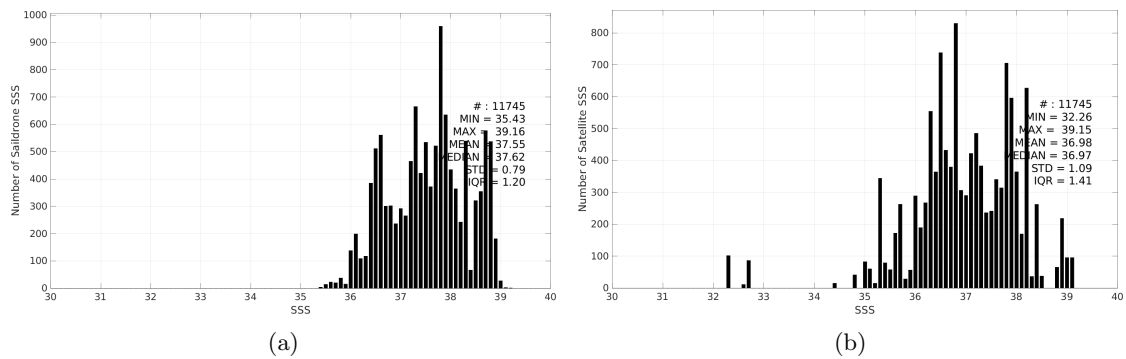 1000
900
800
700
600
500
400
300
200
100
0
30 31 32 33 34 35 36 37 38 39 40
SSS
Number of Saildrone SSS
# : 11745
MIN = 35.43
MAX = 39.16
MEAN = 37.55
MEDIAN = 37.62
STD = 0.79
IQR = 1.20
(a)
800
700
600
500
400
300
200
100
0
30 31 32 33 34 35 36 37 38 39 40
SSS
Number of Satellite SSS
# : 11745
MIN = 32.26
MAX = 39.15
MEAN = 36.98
MEDIAN = 36.97
STD = 1.09
IQR = 1.41
(b)